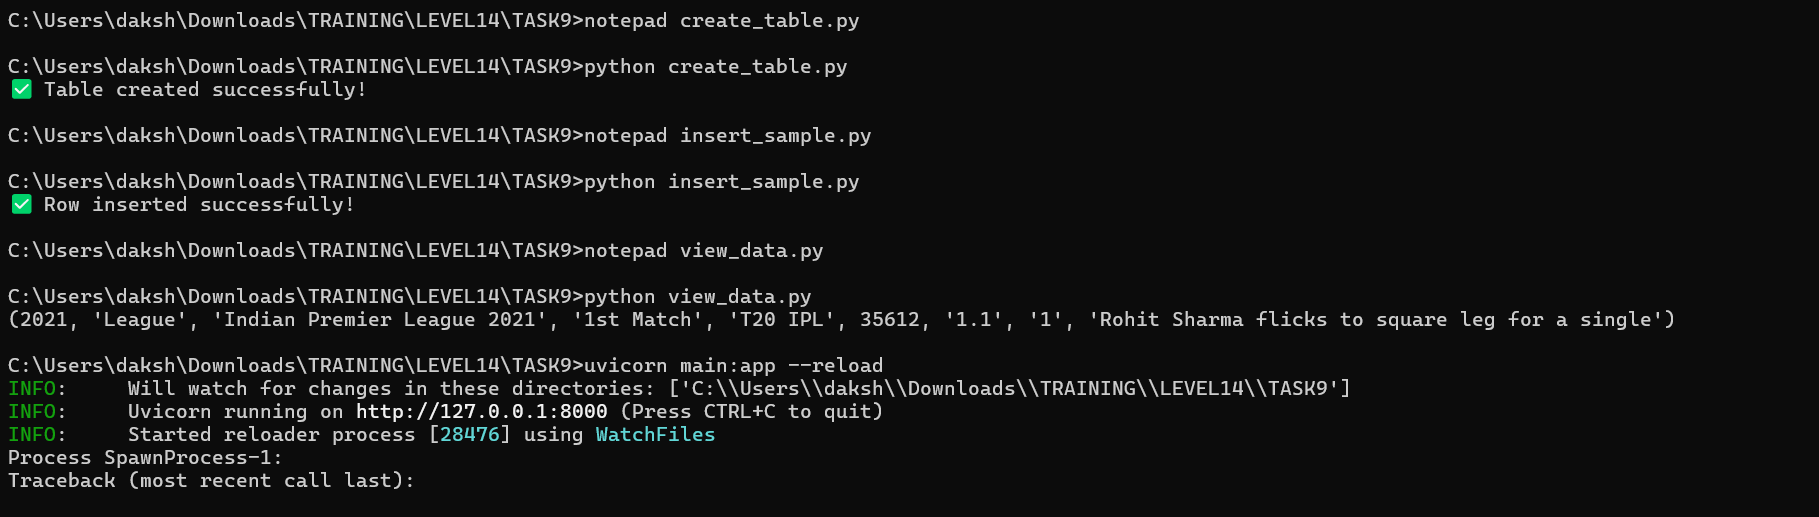 C:\Users\daksh\Downloads\TRAINING\LEVEL14\TASK9>notepad create_table.py
C:\Users\daksh\Downloads\TRAINING\LEVEL14\TASK9>python create_table.py
✅ Table created successfully!
C:\Users\daksh\Downloads\TRAINING\LEVEL14\TASK9>notepad insert_sample.py
C:\Users\daksh\Downloads\TRAINING\LEVEL14\TASK9>python insert_sample.py
✅ Row inserted successfully!
C:\Users\daksh\Downloads\TRAINING\LEVEL14\TASK9>notepad view_data.py
C:\Users\daksh\Downloads\TRAINING\LEVEL14\TASK9>python view_data.py
(2021, 'League', 'Indian Premier League 2021', '1st Match', 'T20 IPL', 35612, '1.1', '1', 'Rohit Sharma flicks to square leg for a single')
C:\Users\daksh\Downloads\TRAINING\LEVEL14\TASK9>uvicorn main:app --reload
INFO:     Will watch for changes in these directories: ['C:\\Users\\daksh\\Downloads\\TRAINING\\LEVEL14\\TASK9']
INFO:     Uvicorn running on http://127.0.0.1:8000 (Press CTRL+C to quit)
INFO:     Started reloader process [28476] using WatchFiles
Process SpawnProcess-1:
Traceback (most recent call last):